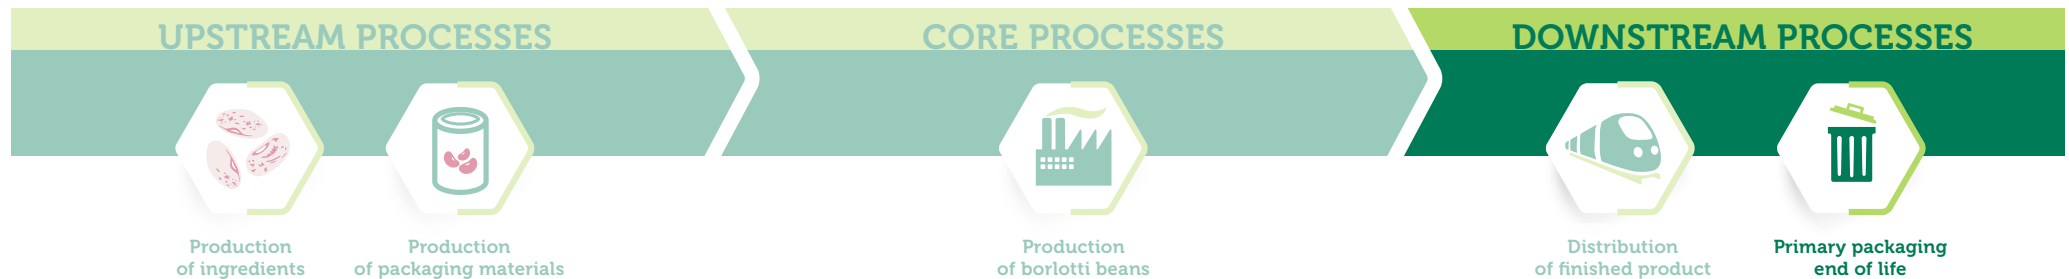 UPSTREAM PROCESSES
CORE PROCESSES
DOWNSTREAM PROCESSES
Production
of ingredients
Production
of packaging materials
Production
of borlotti beans
Distribution
of finished product
Primary packaging
end of life